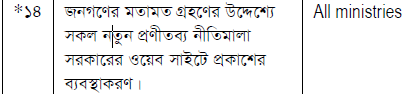 *১৪ জনগণের মতামত গ্রহণের উদ্দেশ্যে All ministries
সকল নতুন প্রণীতব্য নীতিমালা
সরকারের ওয়েব সাইটে প্রকাশের
ব্যবস্থাকরণ।